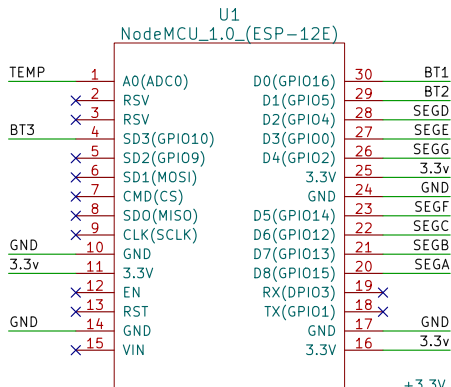 U1
NodeMCU_1.0_(ESP-12E)
TEMP 1 A0(ADC0) D0(GPIO16) 30 BT1
2 RSV D1(GPIO5) 29 BT2
3 RSV D2(GPIO4) 28 SEGD
BT3 4 SD3(GPIO10) D3(GPIO0) 27 SEGE
5 SD2(GPIO9) D4(GPIO2) 26 SEGG
6 SD1(MOSI) 3.3V 25 3.3v
7 CMD(CS) GND 24 GND
8 SDO(MISO) D5(GPIO14) 23 SEGF
9 CLK(SCLK) D6(GPIO12) 22 SEGC
GND 10 GND D7(GPIO13) 21 SEGB
3.3v 11 3.3V D8(GPIO15) 20 SEGA
12 EN RX(DPIO3) 19
13 RST TX(GPIO1) 18
GND 14 GND GND 17 GND
15 VIN 3.3V 16 3.3v
+3.3V